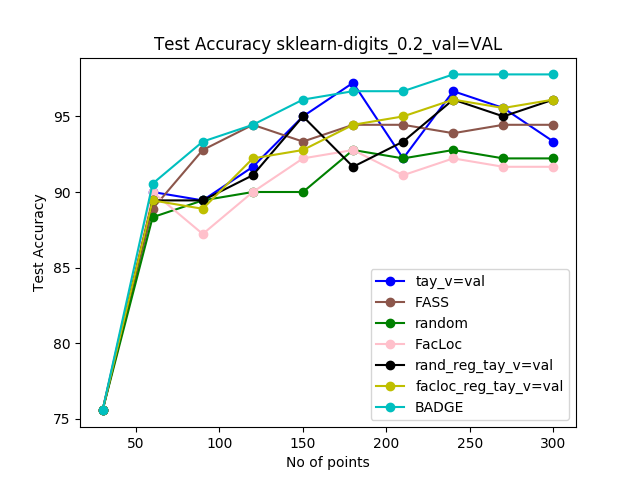 Test Accuracy sklearn-digits_0.2_val=VAL
Test Accuracy
95
90
85
80
75
50 100 150 200 250 300
No of points
tay_v=val
FASS
random
FacLoc
rand_reg_tay_v=val
facloc_reg_tay_v=val
BADGE